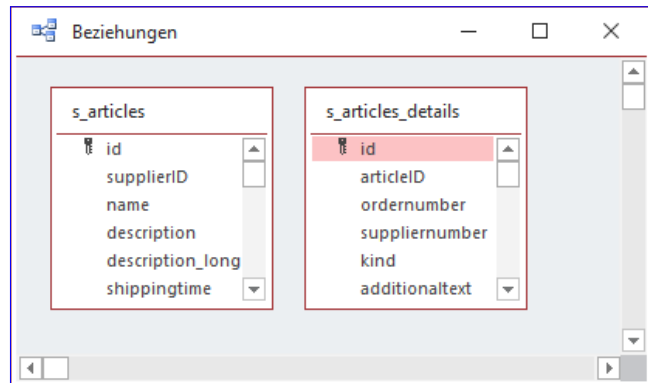 Beziehungen
s_articles
id
supplierID
name
description
description_long
shippingtime
s_articles_details
id
articleID
ordernumber
suppliernumber
kind
additionaltext